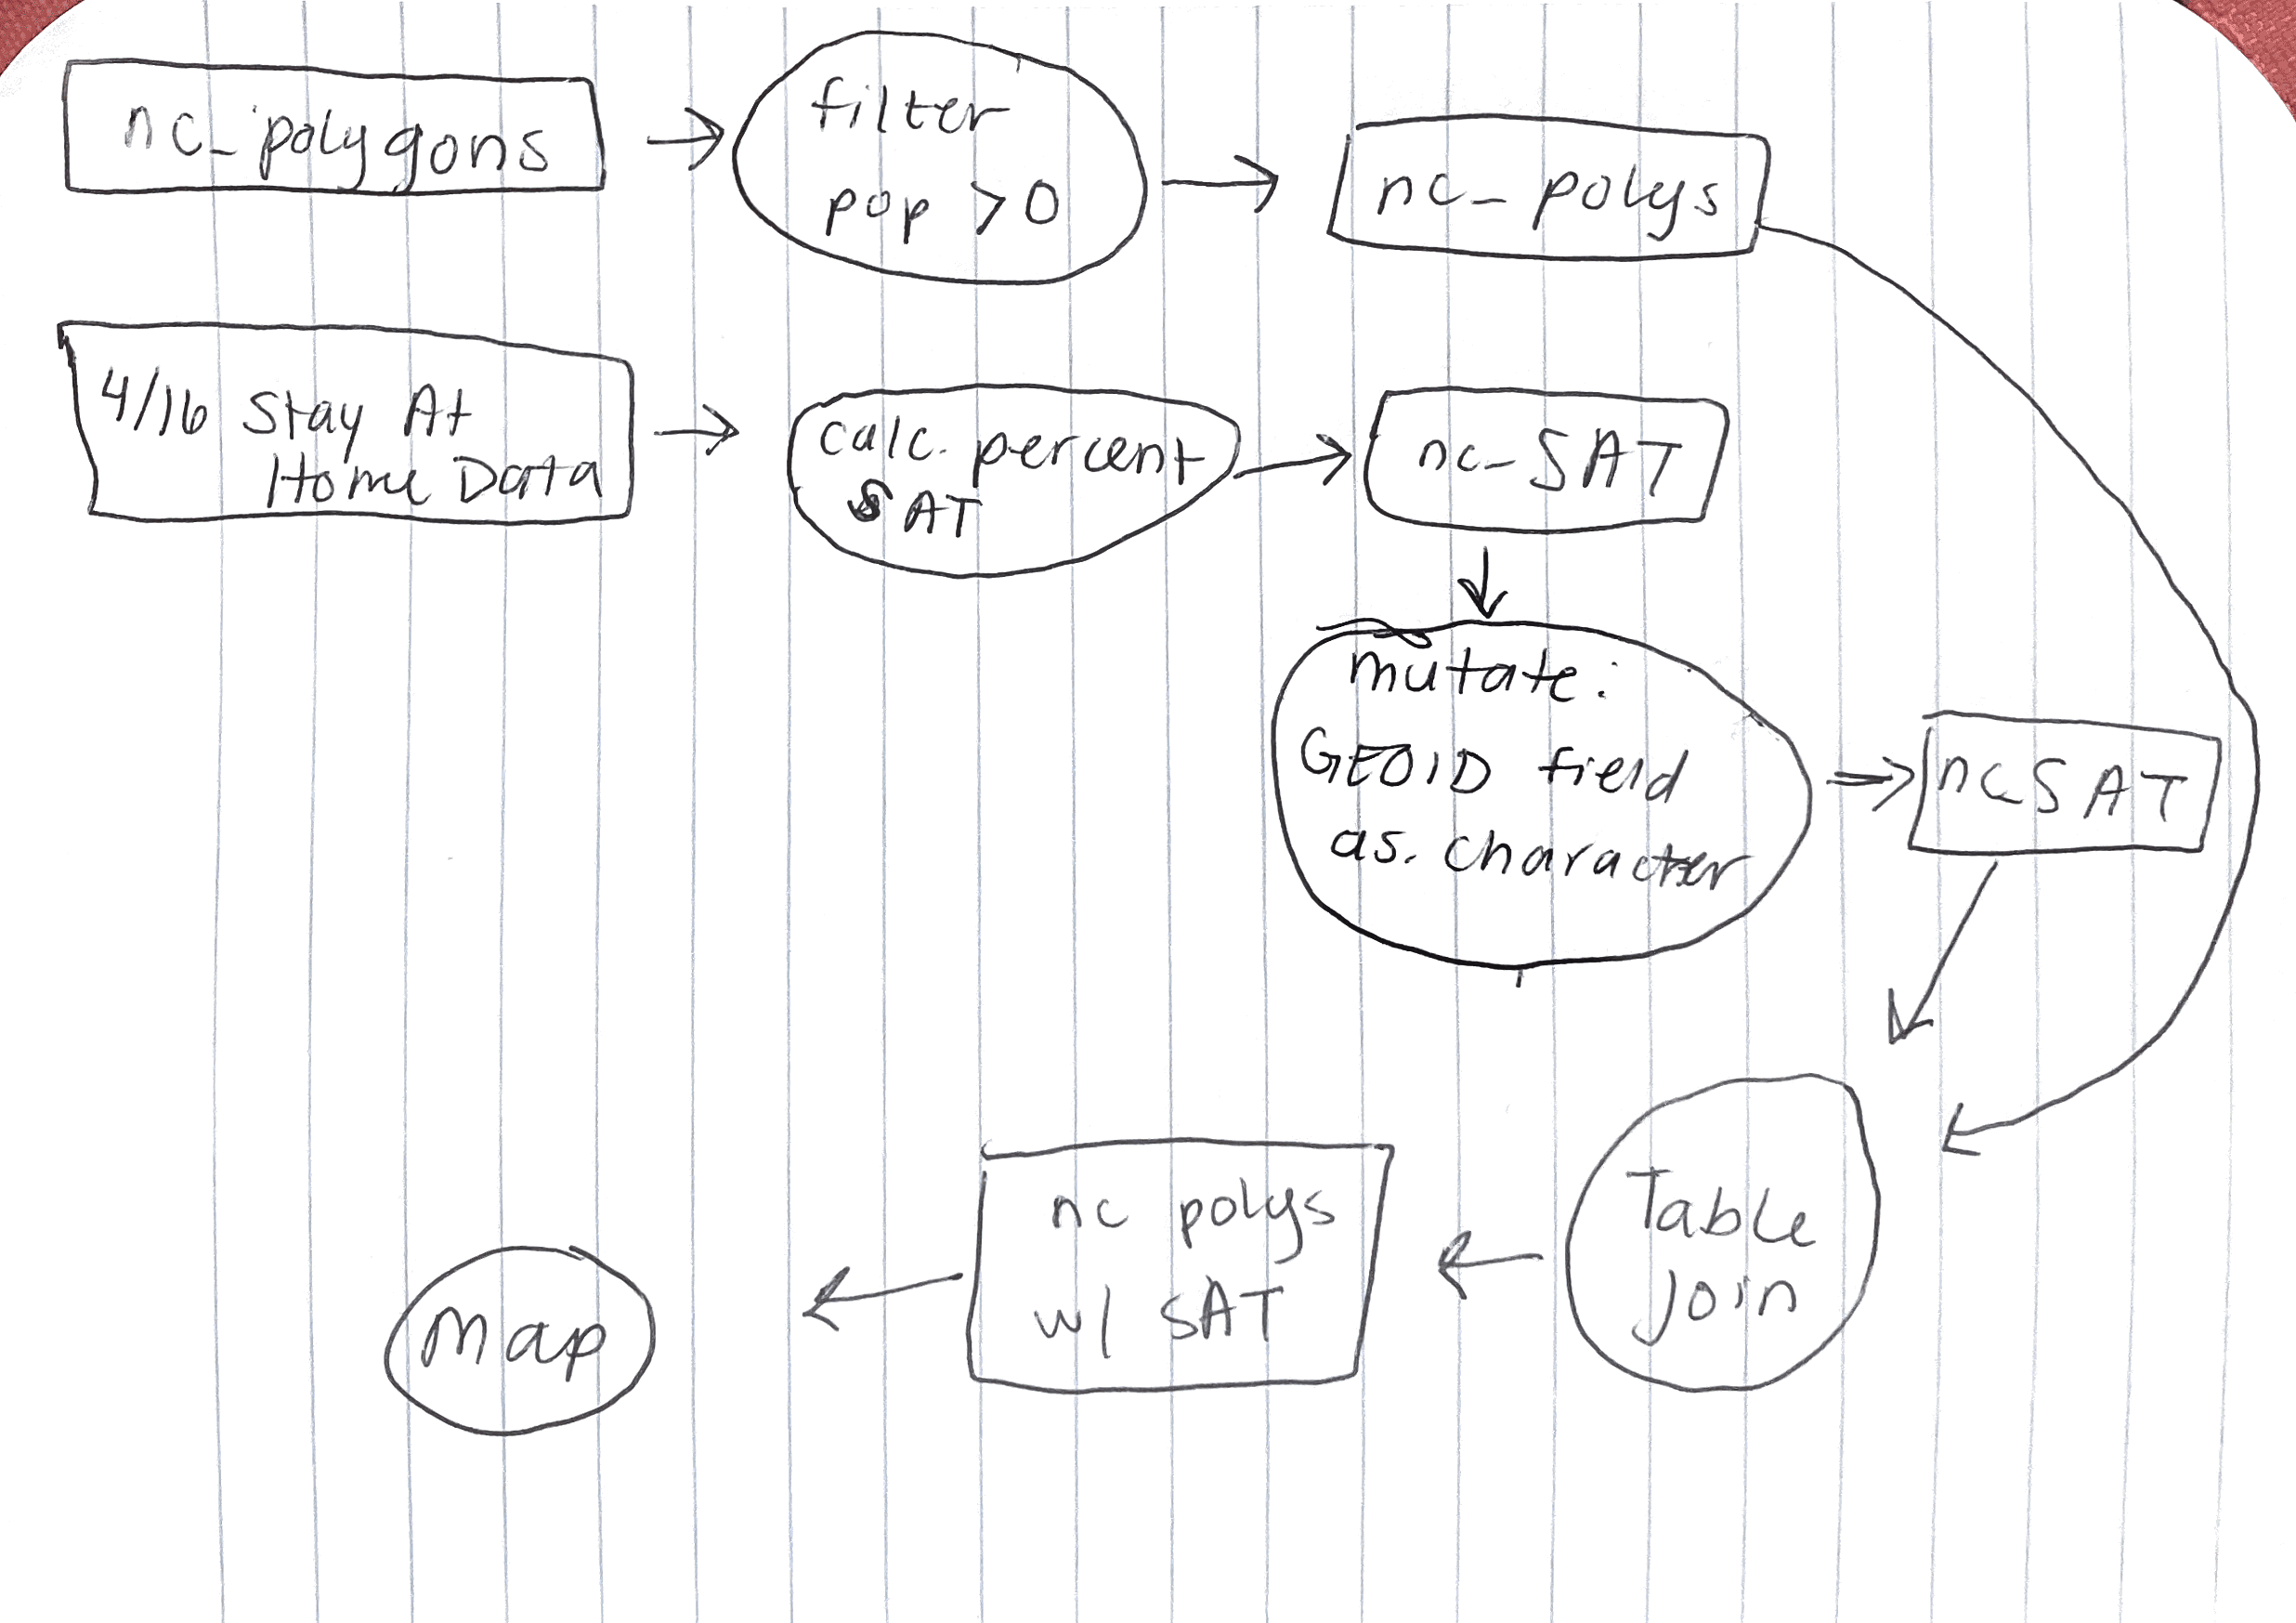 nc_polygons
filter
pop > 0
nc_polys
4/16 Stay At
Home Data
calc. percent
SAT
nc_SAT
mutate:
GEOID field
as.character
nc_SAT
Table
Join
nc polys
w/ SAT
Map